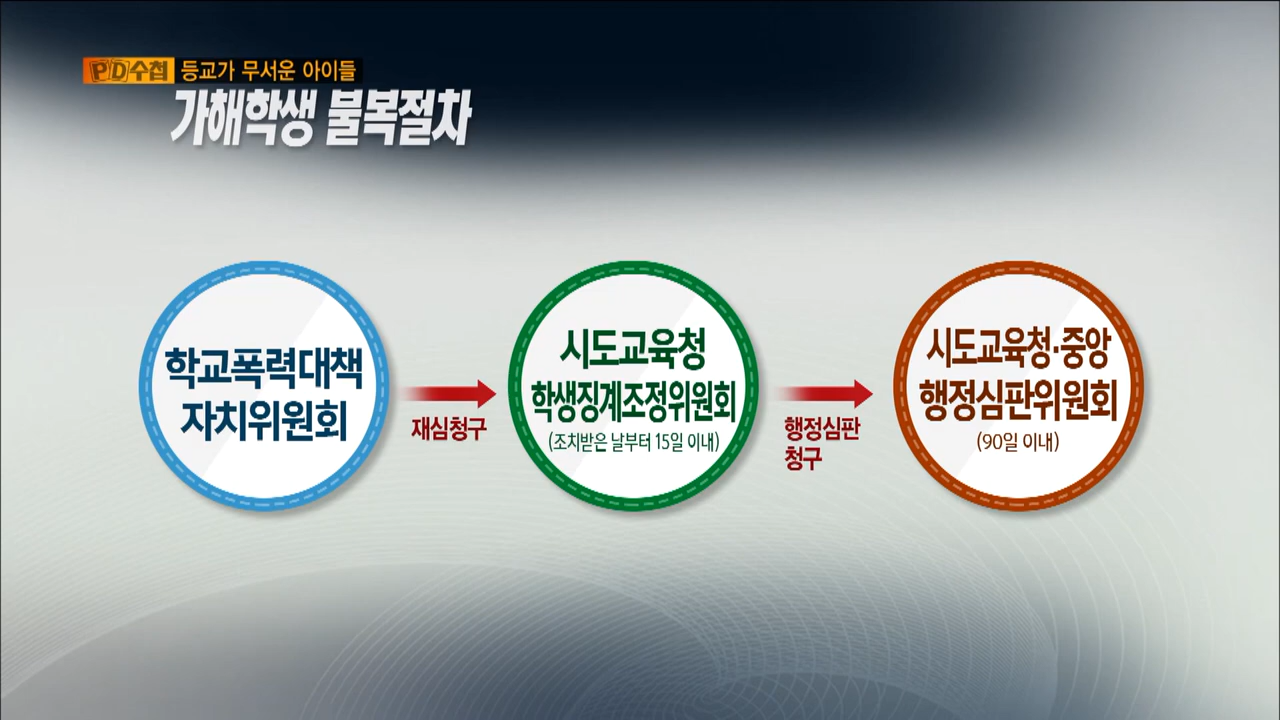 PD수첩 등교가 무서운 아이들
가해학생 불복절차
학교폭력대책
자치위원회
재심청구
시도교육청
학생징계조정위원회
(조치받은 날부터 15일 이내)
행정심판
청구
시도교육청·중앙
행정심판위원회
(90일 이내)